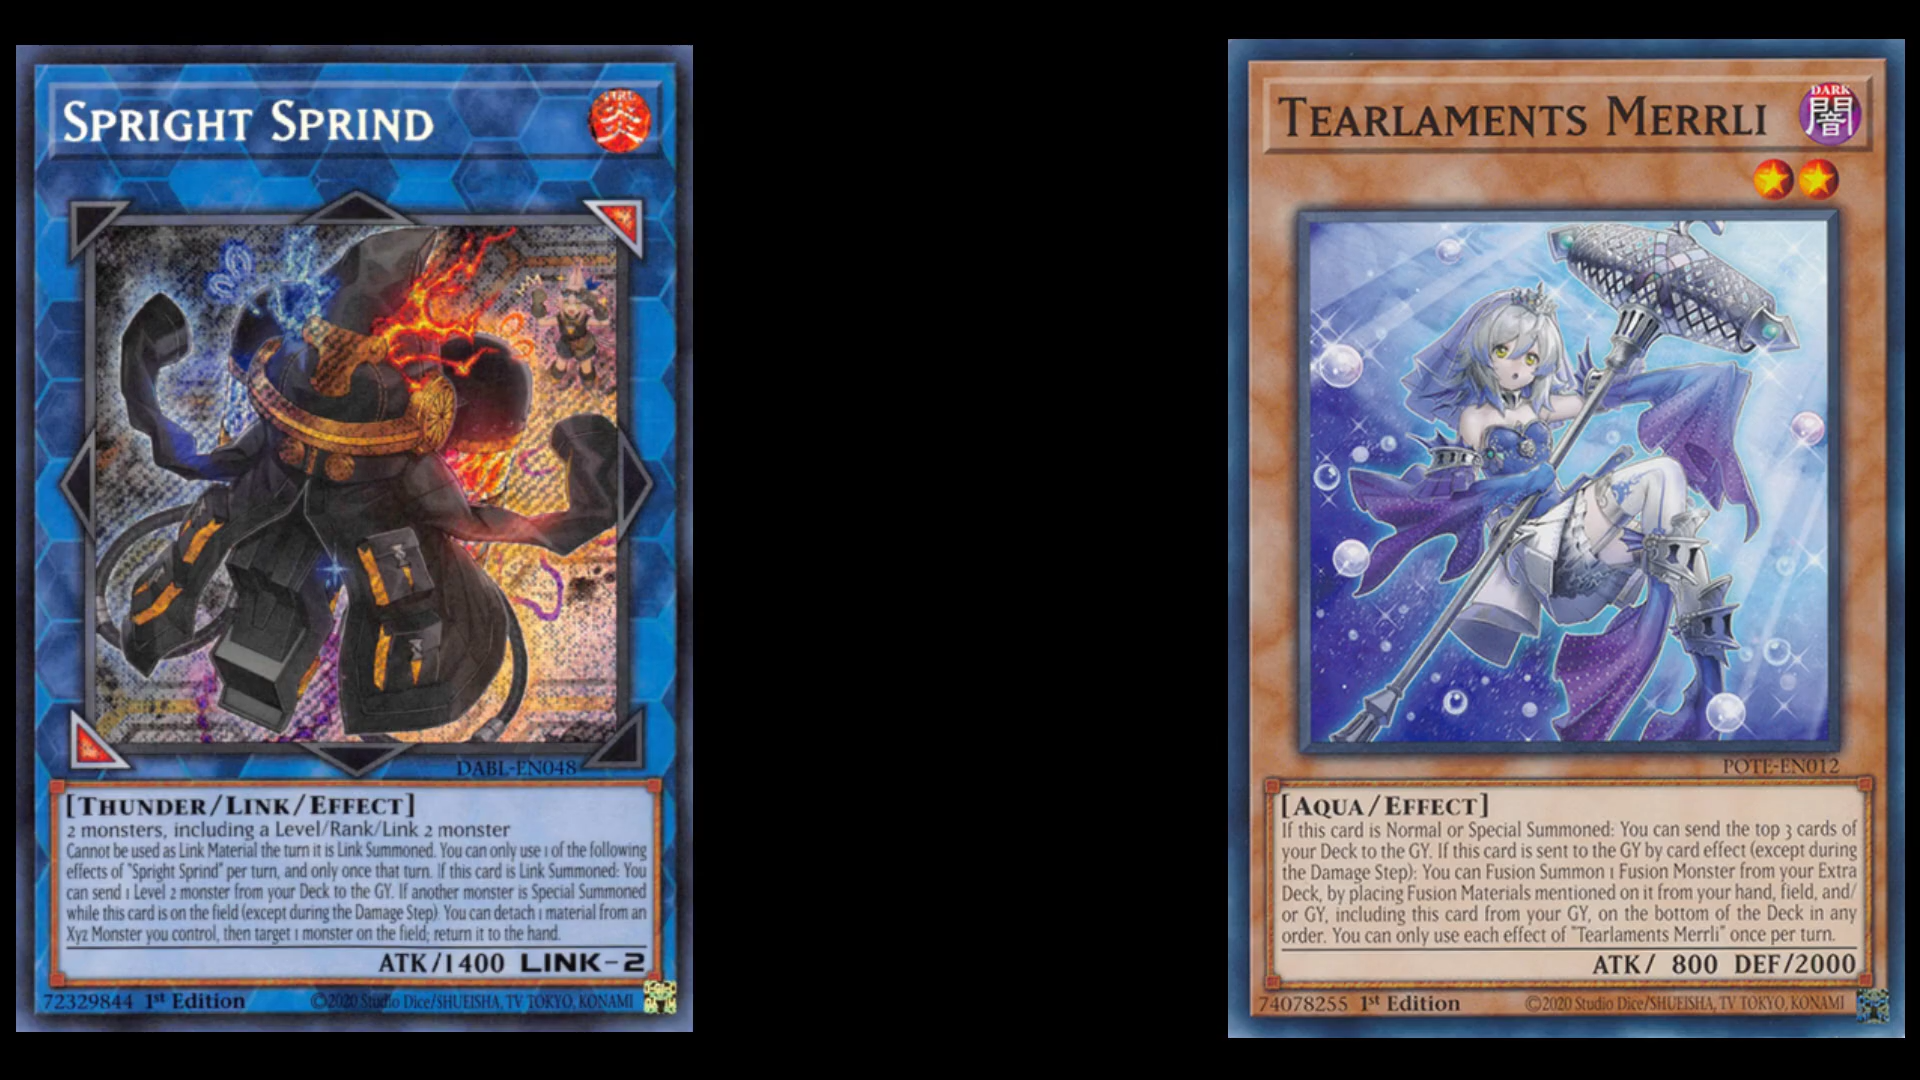 SPRIGHT SPRIND
炎
DABL-EN048
[THUNDER/LINK/EFFECT]
2 monsters, including a Level/Rank/Link 2 monster
Cannot be used as Link Material the turn it is Link Summoned. You can only use 1 of the following
effects of "Spright Sprind" per turn, and only once that turn. If this card is Link Summoned: You
can send 1 Level 2 monster from your Deck to the GY. If another monster is Special Summoned
while this card is on the field (except during the Damage Step): You can detach 1 material from an
Xyz Monster you control, then target 1 monster on the field; return it to the hand.
ATK/1400 LINK-2
72329844 1st Edition ©2020 Studio Dice/SHUEISHA, TV TOKYO, KONAMI
TEARLAMENTS MERRLI
DARK
闇
POTE-EN012
[AQUA/EFFECT]
If this card is Normal or Special Summoned: You can send the top 3 cards of
your Deck to the GY. If this card is sent to the GY by card effect (except during
the Damage Step): You can Fusion Summon 1 Fusion Monster from your Extra
Deck, by placing Fusion Materials mentioned on it from your hand, field, and/
or GY, including this card from your GY, on the bottom of the Deck in any
order. You can only use each effect of "Tearlaments Merrli" once per turn.
ATK/ 800 DEF/2000
74078255 1st Edition ©2020 Studio Dice/SHUEISHA, TV TOKYO, KONAMI